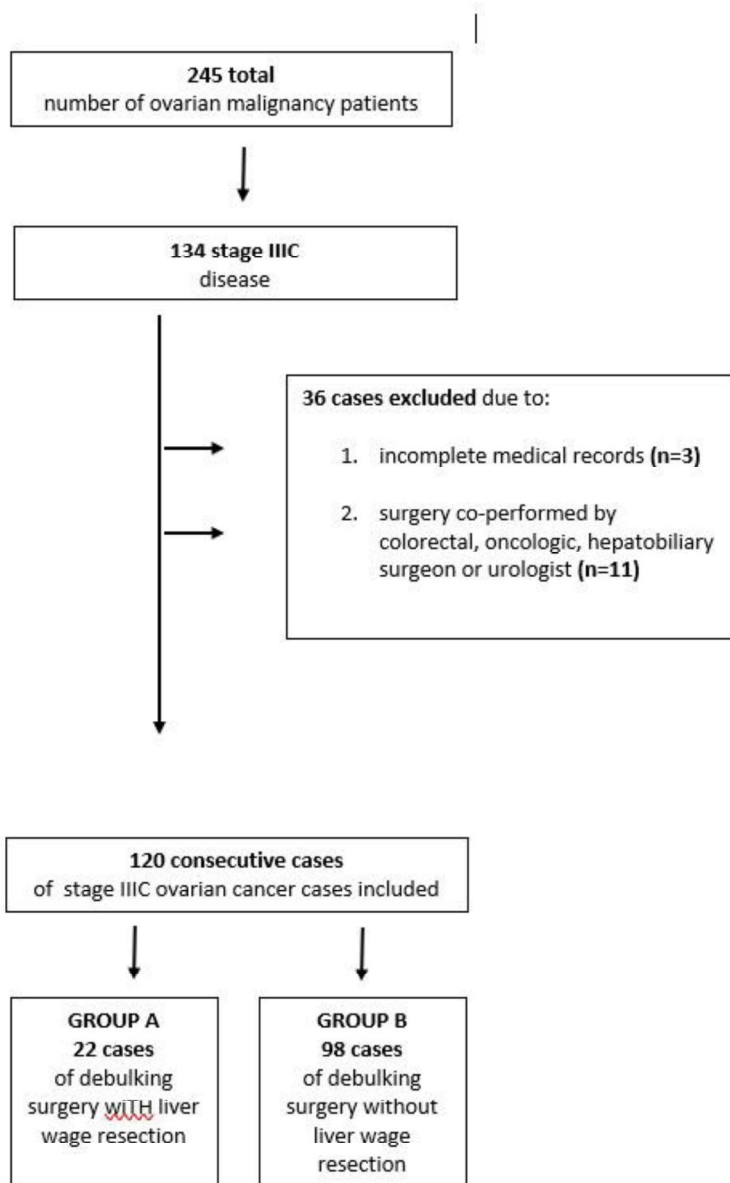 245 total
number of ovarian malignancy patients
134 stage IIIC
disease
36 cases excluded due to:
1. incomplete medical records (n=3)
2. surgery co-performed by
colorectal, oncologic, hepatobiliary
surgeon or urologist (n=11)
120 consecutive cases
of stage IIIC ovarian cancer cases included
GROUP A
22 cases
of debulking
surgery wiTH liver
wage resection
GROUP B
98 cases
of debulking
surgery without
liver wage
resection